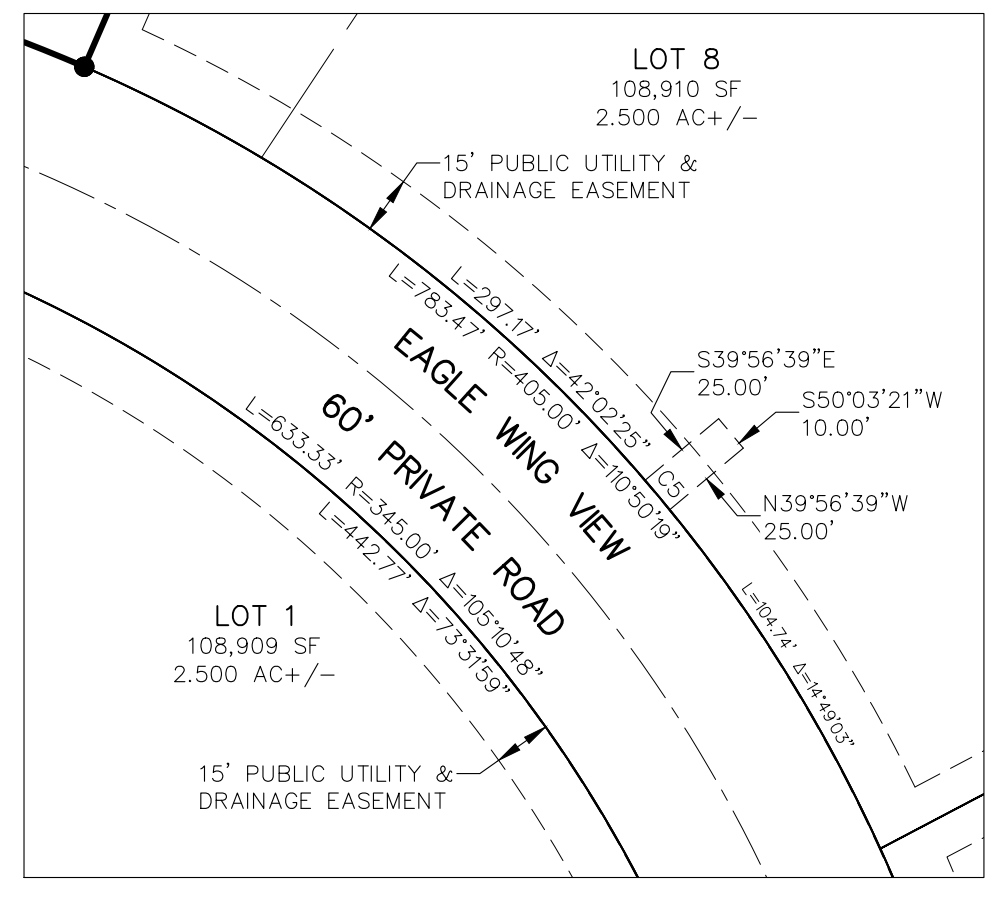 LOT 8
108,910 SF
2.500 AC+/-
15' PUBLIC UTILITY &
DRAINAGE EASEMENT
L=297.17' Δ=42°02'25"
L=783.47' R=405.00' Δ=110°50'19"
EAGLE WING VIEW
60' PRIVATE ROAD
S39°56'39"E
25.00'
S50°03'21"W
10.00'
C5
N39°56'39"W
25.00'
L=633.33' R=345.00' Δ=105°10'48"
L=442.77' Δ=73°31'59"
L=104.74' Δ=14°49'03"
LOT 1
108,909 SF
2.500 AC+/-
15' PUBLIC UTILITY &
DRAINAGE EASEMENT